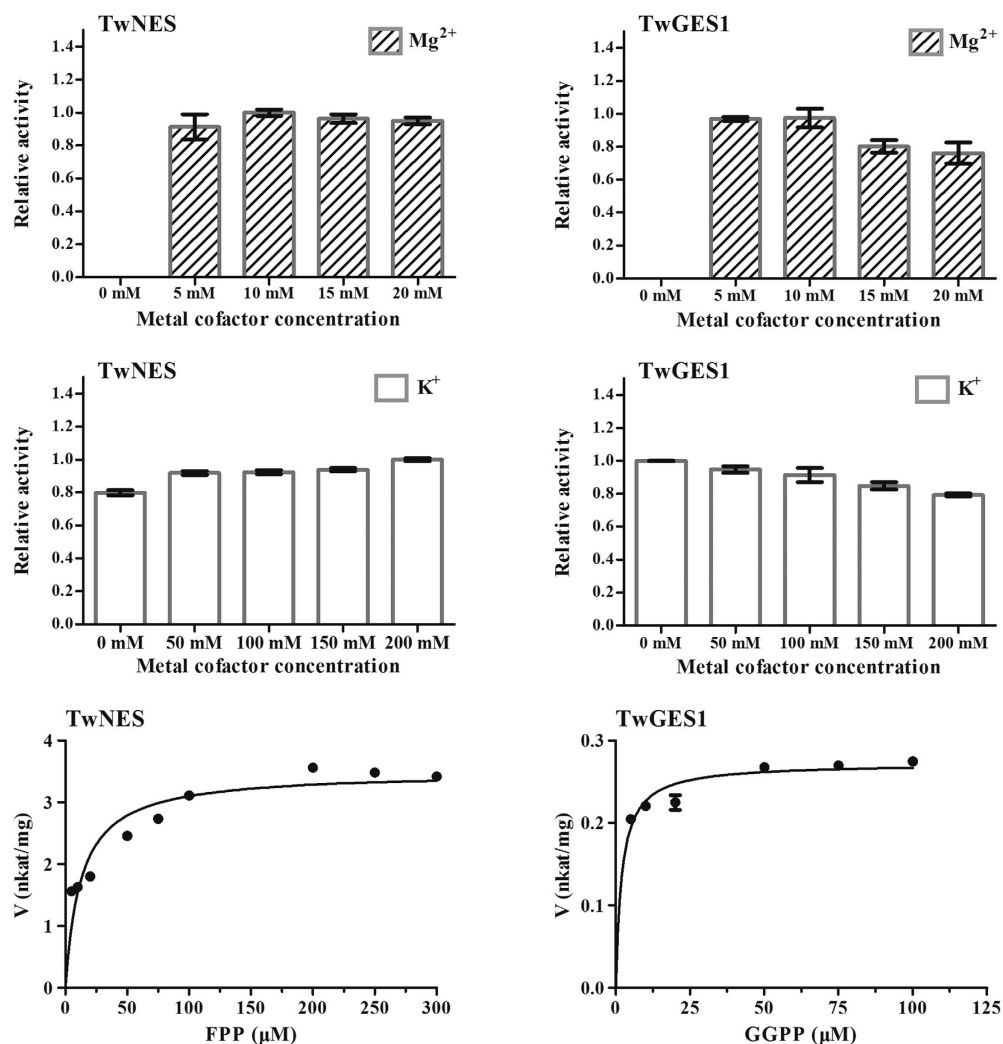 TwNES
Mg2+
Relative activity
1.4
1.2
1.0
0.8
0.6
0.4
0.2
0.0
0 mM 5 mM 10 mM 15 mM 20 mM
Metal cofactor concentration
TwGES1
Mg2+
Relative activity
1.4
1.2
1.0
0.8
0.6
0.4
0.2
0.0
0 mM 5 mM 10 mM 15 mM 20 mM
Metal cofactor concentration
TwNES
K+
Relative activity
1.4
1.2
1.0
0.8
0.6
0.4
0.2
0.0
0 mM 50 mM 100 mM 150 mM 200 mM
Metal cofactor concentration
TwGES1
K+
Relative activity
1.4
1.2
1.0
0.8
0.6
0.4
0.2
0.0
0 mM 50 mM 100 mM 150 mM 200 mM
Metal cofactor concentration
TwNES
V (nkat/mg)
4
3
2
1
0
0 50 100 150 200 250 300
FPP (µM)
TwGES1
V (nkat/mg)
0.3
0.2
0.1
0.0
0 25 50 75 100 125
GGPP (µM)